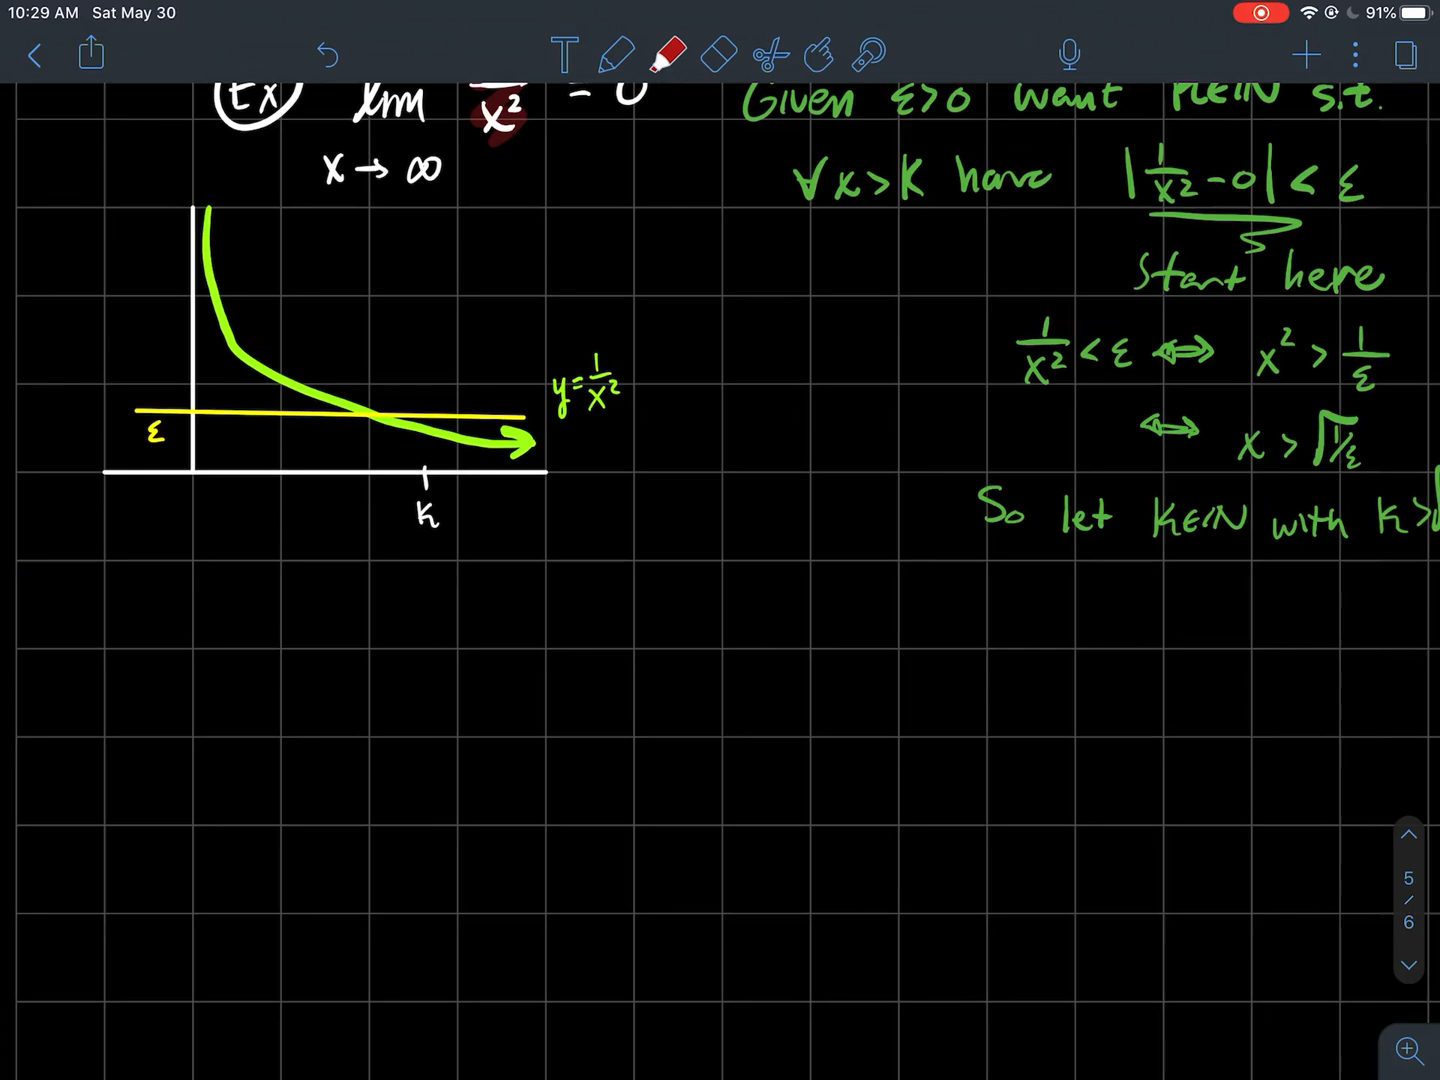 10:29 AM Sat May 30
91%
Ex lim 1/x² = 0
x → ∞
Given ε>0 want K∈ℕ s.t.
∀x>K have |1/x² - 0| < ε
Start here
1/x² < ε ⟺ x² > 1/ε
⟺ x > √1/ε
So let K∈ℕ with K>√
y=1/x²
ε
K
5
/
6